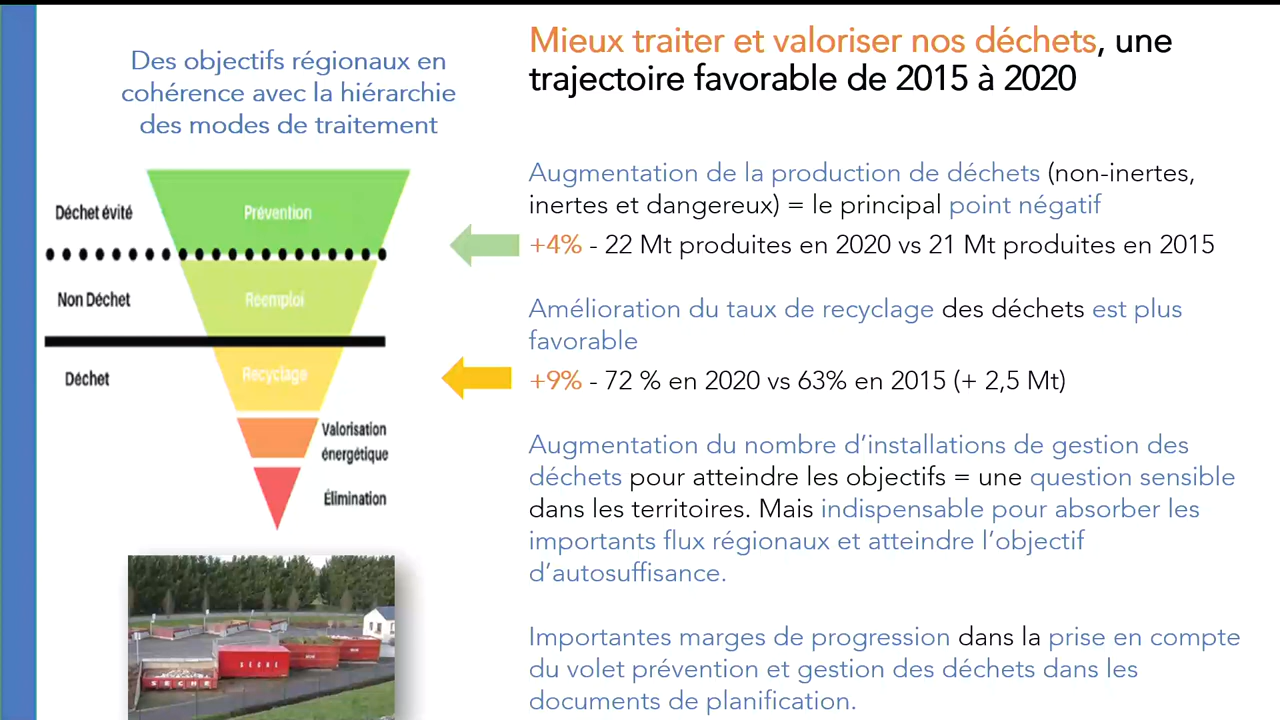 Des objectifs régionaux en
cohérence avec la hiérarchie
des modes de traitement
Déchet évité
Prévention
Non Déchet
Réemploi
Déchet
Recyclage
Valorisation
énergétique
Élimination
SÉCHÉ
SÉCHÉ
Mieux traiter et valoriser nos déchets, une
trajectoire favorable de 2015 à 2020
Augmentation de la production de déchets (non-inertes,
inertes et dangereux) = le principal point négatif
+4% - 22 Mt produites en 2020 vs 21 Mt produites en 2015
Amélioration du taux de recyclage des déchets est plus
favorable
+9% - 72 % en 2020 vs 63% en 2015 (+ 2,5 Mt)
Augmentation du nombre d’installations de gestion des
déchets pour atteindre les objectifs = une question sensible
dans les territoires. Mais indispensable pour absorber les
importants flux régionaux et atteindre l’objectif
d’autosuffisance.
Importantes marges de progression dans la prise en compte
du volet prévention et gestion des déchets dans les
documents de planification.